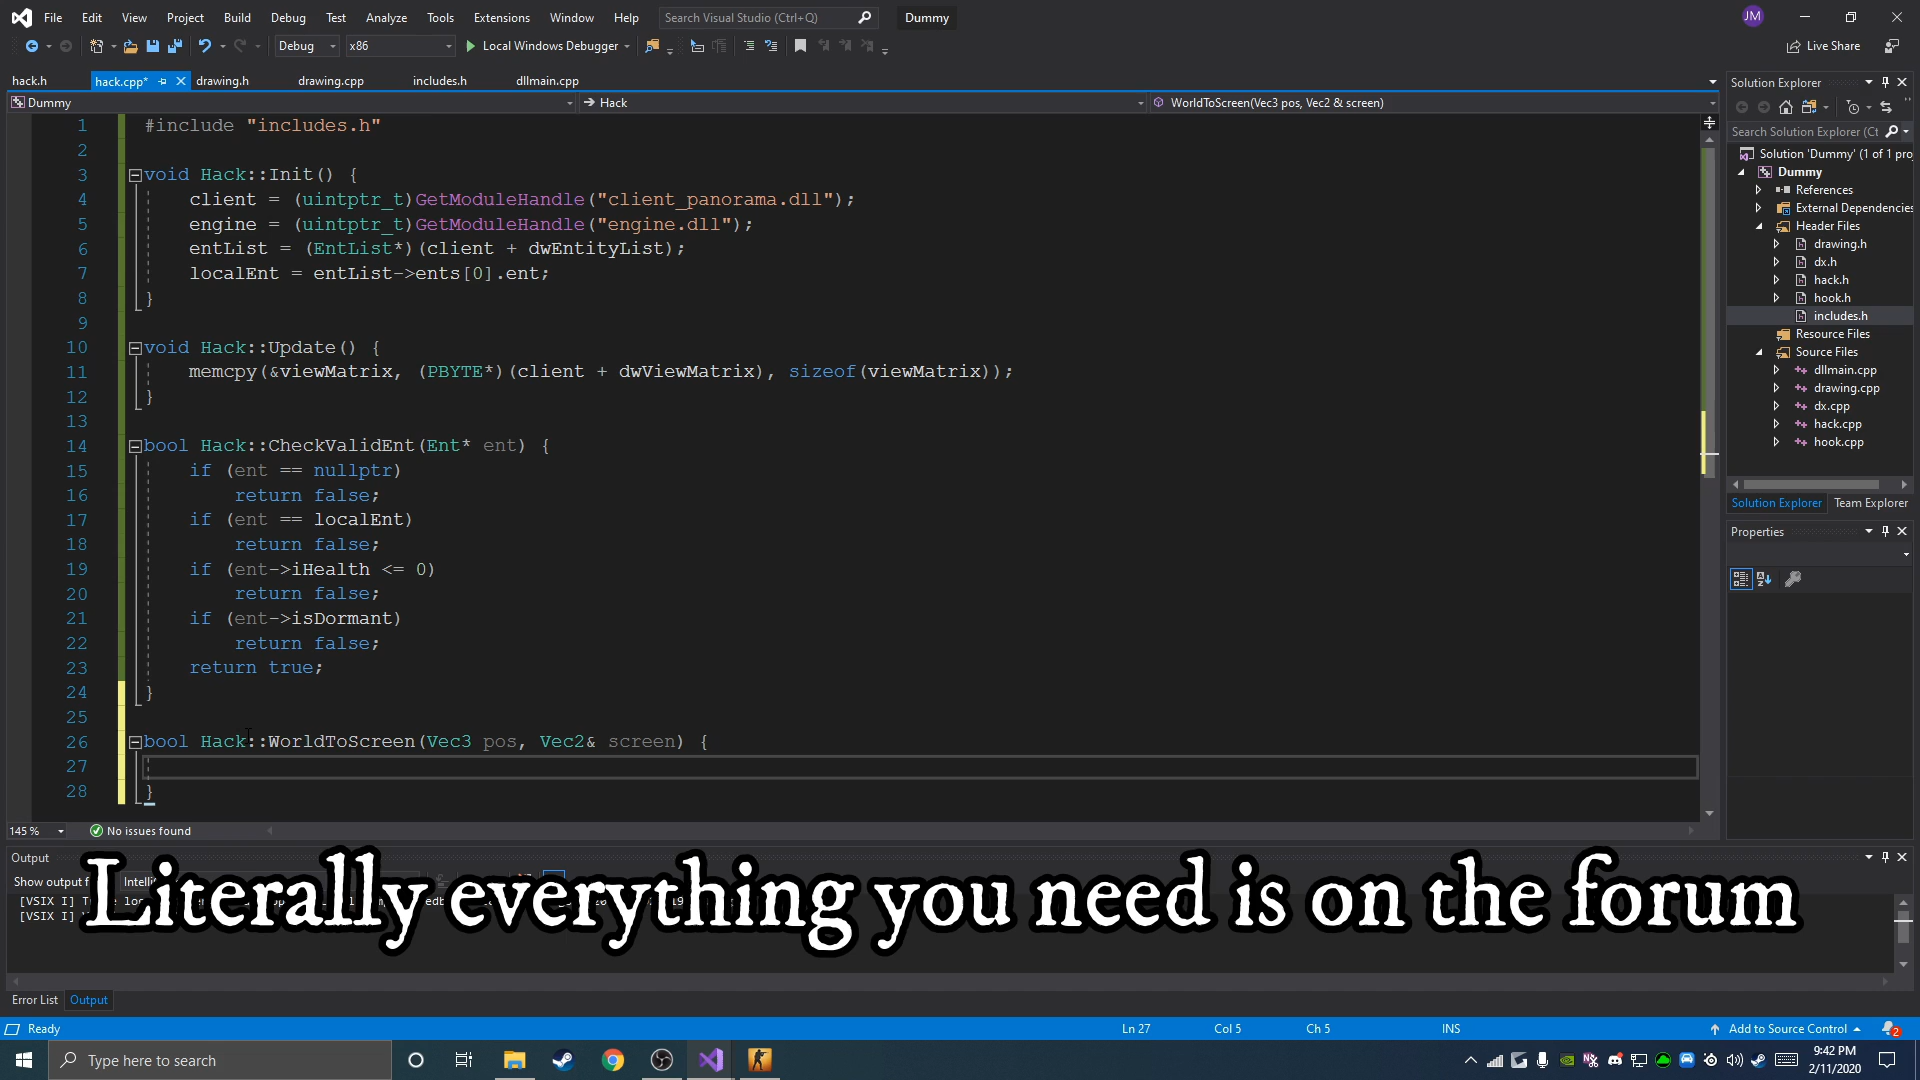 File Edit View Project Build Debug Test Analyze Tools Extensions Window Help Search Visual Studio (Ctrl+Q) Dummy JM
Debug x86 Local Windows Debugger Live Share
hack.h hack.cpp* drawing.h drawing.cpp includes.h dllmain.cpp
Dummy Hack WorldToScreen(Vec3 pos, Vec2 & screen)
1 #include "includes.h"
2
3 void Hack::Init() {
4 client = (uintptr_t)GetModuleHandle("client_panorama.dll");
5 engine = (uintptr_t)GetModuleHandle("engine.dll");
6 entList = (EntList*)(client + dwEntityList);
7 localEnt = entList->ents[0].ent;
8 }
9
10 void Hack::Update() {
11 memcpy(&viewMatrix, (PBYTE*)(client + dwViewMatrix), sizeof(viewMatrix));
12 }
13
14 bool Hack::CheckValidEnt(Ent* ent) {
15 if (ent == nullptr)
16 return false;
17 if (ent == localEnt)
18 return false;
19 if (ent->iHealth <= 0)
20 return false;
21 if (ent->isDormant)
22 return false;
23 return true;
24 }
25
26 bool Hack::WorldToScreen(Vec3 pos, Vec2& screen) {
27
28 }
145 % No issues found
Solution Explorer
Search Solution Explorer (Ct
Solution 'Dummy' (1 of 1 pro
Dummy
References
External Dependencies
Header Files
drawing.h
dx.h
hack.h
hook.h
includes.h
Resource Files
Source Files
dllmain.cpp
drawing.cpp
dx.cpp
hack.cpp
hook.cpp
Solution Explorer Team Explorer
Properties
Output
Show output f
[VSIX I]
[VSIX I]
Literally everything you need is on the forum
Error List Output
Ready Ln 27 Col 5 Ch 5 INS Add to Source Control 2
Type here to search
9:42 PM
2/11/2020